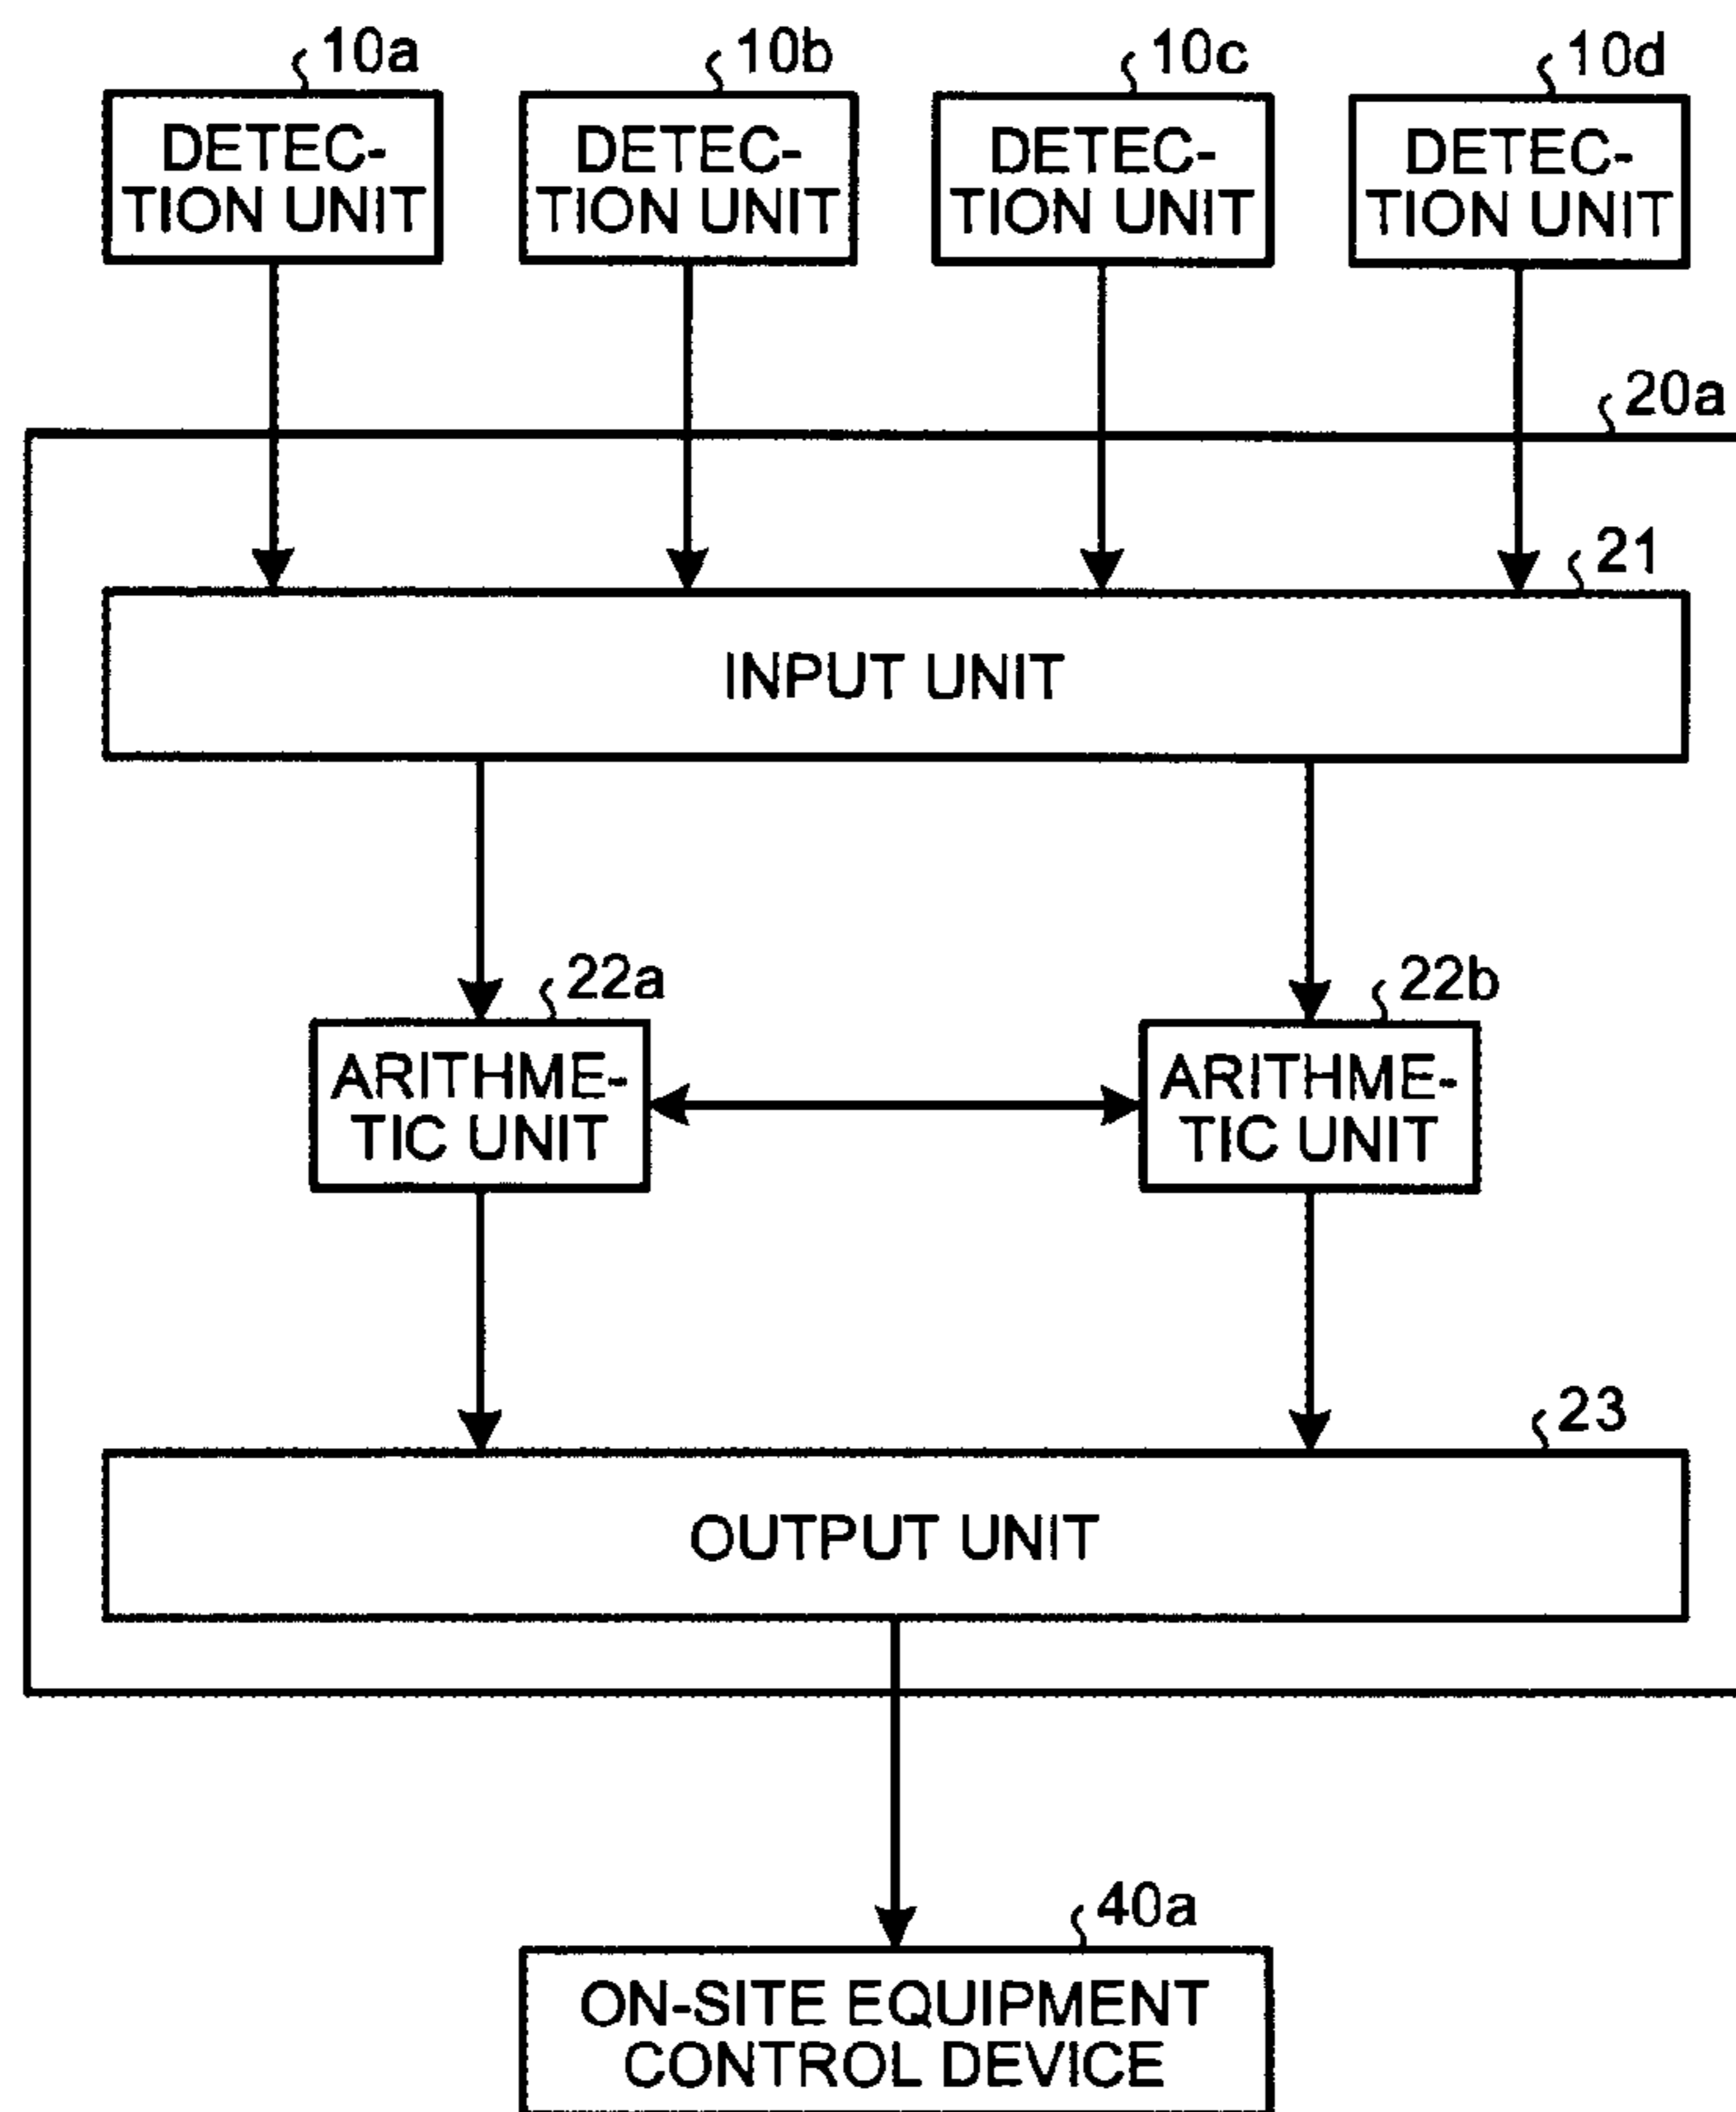 10a
10b
10c
10d
DETEC-
TION UNIT
DETEC-
TION UNIT
DETEC-
TION UNIT
DETEC-
TION UNIT
20a
21
INPUT UNIT
22a
22b
ARITHME-
TIC UNIT
ARITHME-
TIC UNIT
23
OUTPUT UNIT
40a
ON-SITE EQUIPMENT
CONTROL DEVICE